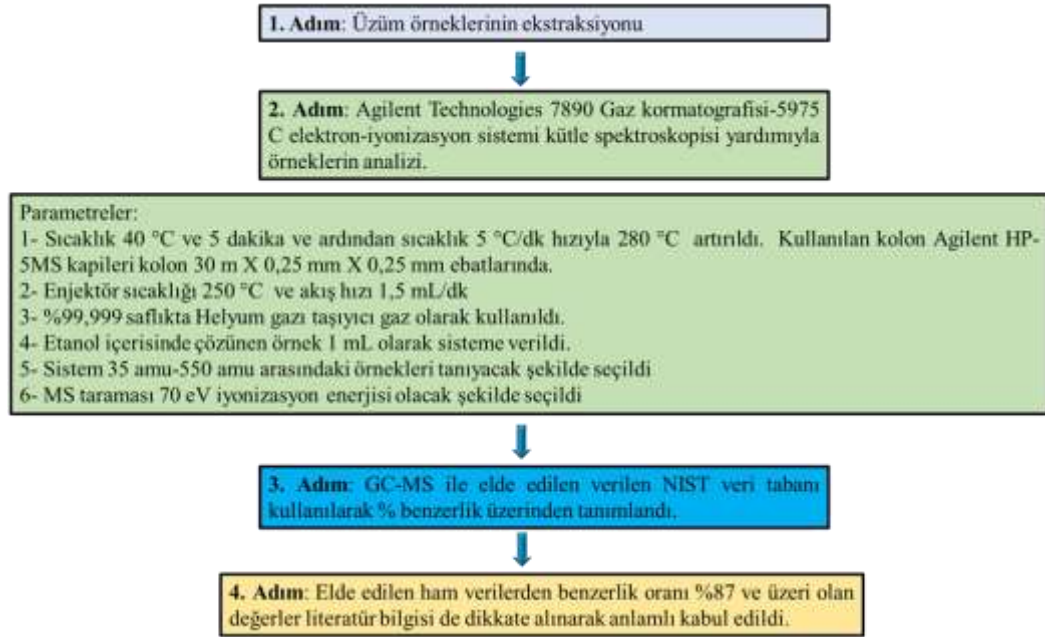 1. Adım: Üzüm örneklerinin ekstraksiyonu
2. Adım: Agilent Technologies 7890 Gaz kormatografisi-5975
C elektron-iyonizasyon sistemi kütle spektroskopisi yardımıyla
örneklerin analizi.
Parametreler:
1- Sıcaklık 40 °C ve 5 dakika ve ardından sıcaklık 5 °C/dk hızıyla 280 °C artırıldı. Kullanılan kolon Agilent HP-
5MS kapileri kolon 30 m X 0,25 mm X 0,25 mm ebatlarında.
2- Enjektör sıcaklığı 250 °C ve akış hızı 1,5 mL/dk
3- %99,999 saflıkta Helyum gazı taşıyıcı gaz olarak kullanıldı.
4- Etanol içerisinde çözünen örnek 1 mL olarak sisteme verildi.
5- Sistem 35 amu-550 amu arasındaki örnekleri tanıyacak şekilde seçildi
6- MS taraması 70 eV iyonizasyon enerjisi olacak şekilde seçildi
3. Adım: GC-MS ile elde edilen verilen NIST veri tabanı
kullanılarak % benzerlik üzerinden tanımlandı.
4. Adım: Elde edilen ham verilerden benzerlik oranı %87 ve üzeri olan
değerler literatür bilgisi de dikkate alınarak anlamlı kabul edildi.